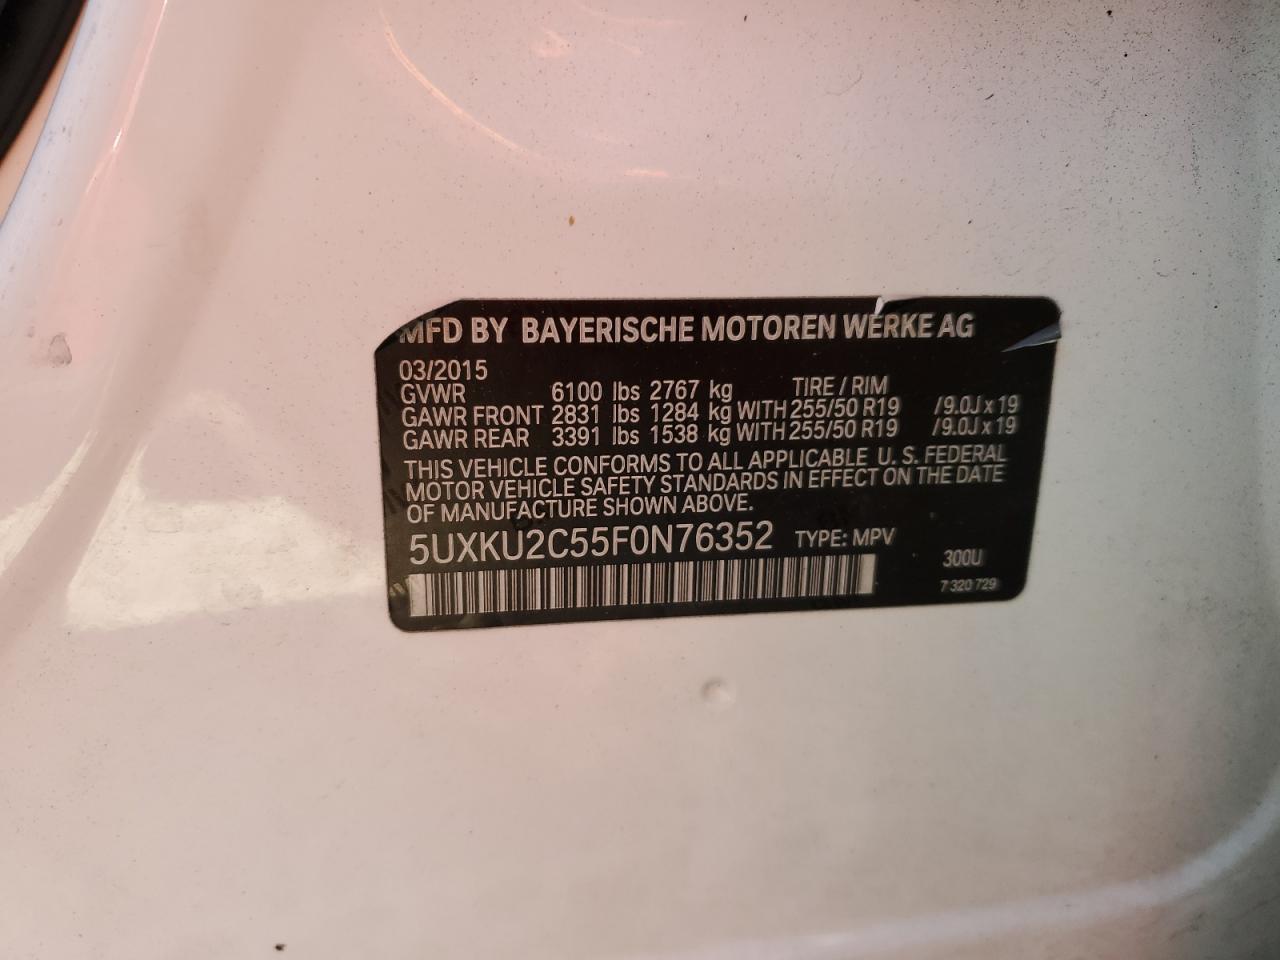 MFD BY BAYERISCHE MOTOREN WERKE AG
03/2015
GVWR 6100 lbs 2767 kg TIRE / RIM
GAWR FRONT 2831 lbs 1284 kg WITH 255/50 R19 /9.0J x 19
GAWR REAR 3391 lbs 1538 kg WITH 255/50 R19 /9.0J x 19
THIS VEHICLE CONFORMS TO ALL APPLICABLE U. S. FEDERAL
MOTOR VEHICLE SAFETY STANDARDS IN EFFECT ON THE DATE
OF MANUFACTURE SHOWN ABOVE.
5UXKU2C55F0N76352 TYPE: MPV
300U
7 320 729